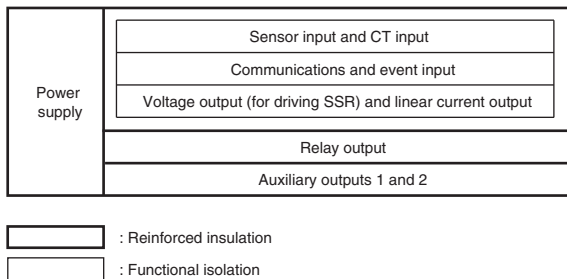 Power
supply
Sensor input and CT input
Communications and event input
Voltage output (for driving SSR) and linear current output
Relay output
Auxiliary outputs 1 and 2
: Reinforced insulation
: Functional isolation